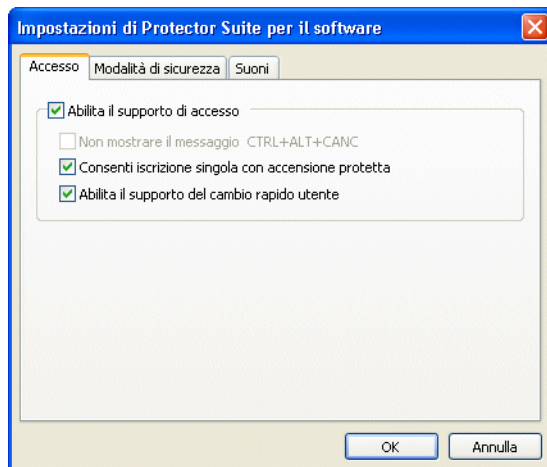 Impostazioni di Protector Suite per il software
Accesso Modalità di sicurezza Suoni
Abilita il supporto di accesso
Non mostrare il messaggio CTRL+ALT+CANC
Consenti iscrizione singola con accensione protetta
Abilita il supporto del cambio rapido utente
OK Annulla